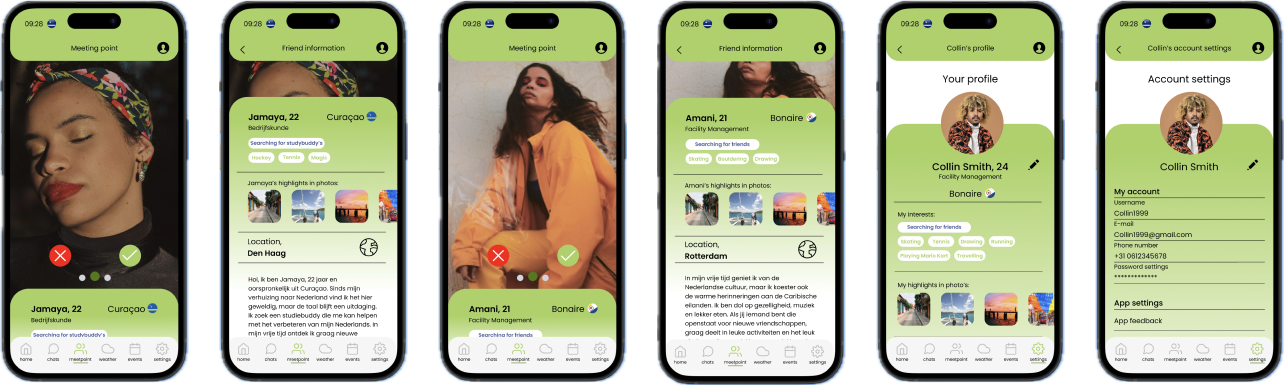 09:28
Meeting point
Jamaya, 22
Curaçao
Bedrijfskunde
Searching for studybuddy's
home
chats
meetpoint
weather
events
settings
09:28
Friend information
Jamaya, 22
Curaçao
Bedrijfskunde
Searching for studybuddy's
Hockey
Tennis
Magic
Jamaya's highlights in photos:
Location,
Den Haag
Hoi, ik ben Jamaya, 22 jaar en
oorspronkelijk uit Curaçao. Sinds mijn
verhuizing naar Nederland vind ik het hier
geweldig, maar de taal blijft een uitdaging.
Ik zoek een studiebuddy die me kan helpen
met het verbeteren van mijn Nederlands. In
mijn vrije tijd ontdek ik graag nieuwe
home
chats
meetpoint
weather
events
settings
09:28
Meeting point
Amani, 21
Bonaire
Facility Management
Searching for friends
home
chats
meetpoint
weather
events
settings
09:28
Friend information
Amani, 21
Bonaire
Facility Management
Searching for friends
Skating
Bouldering
Drawing
Amani's highlights in photos:
Location,
Rotterdam
In mijn vrije tijd geniet ik van de
Nederlandse cultuur, maar ik koester ook
de warme herinneringen aan de Caribische
eilanden. Ik ben dol op gezelligheid, muziek
en lekker eten. Als jij iemand bent die
openstaat voor nieuwe vriendschappen,
graag deelt in leuke activiteiten en het leuk
home
chats
meetpoint
weather
events
settings
09:28
Collin's profile
Your profile
Collin Smith, 24
Facility Management
Bonaire
My interests:
Searching for friends
Skating
Tennis
Drawing
Running
Playing Mario Kart
Travelling
My highlights in photo's:
home
chats
meetpoint
weather
events
settings
09:28
Collin's account settings
Account settings
Collin Smith
My account
Username
Collin1999
E-mail
Collin1999@gmail.com
Phone number
+31 0612345678
Password settings
************
App settings
App feedback
home
chats
meetpoint
weather
events
settings